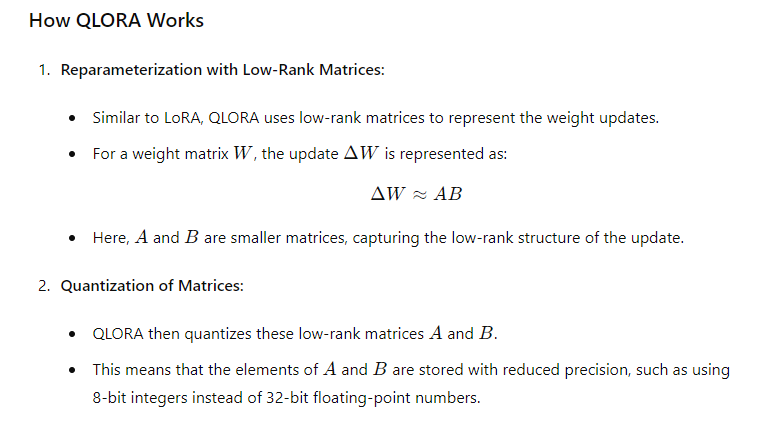 How QLORA Works
1. Reparameterization with Low-Rank Matrices:
• Similar to LoRA, QLORA uses low-rank matrices to represent the weight updates.
• For a weight matrix W, the update ΔW is represented as:
ΔW ≈ AB
• Here, A and B are smaller matrices, capturing the low-rank structure of the update.
2. Quantization of Matrices:
• QLORA then quantizes these low-rank matrices A and B.
• This means that the elements of A and B are stored with reduced precision, such as using
8-bit integers instead of 32-bit floating-point numbers.